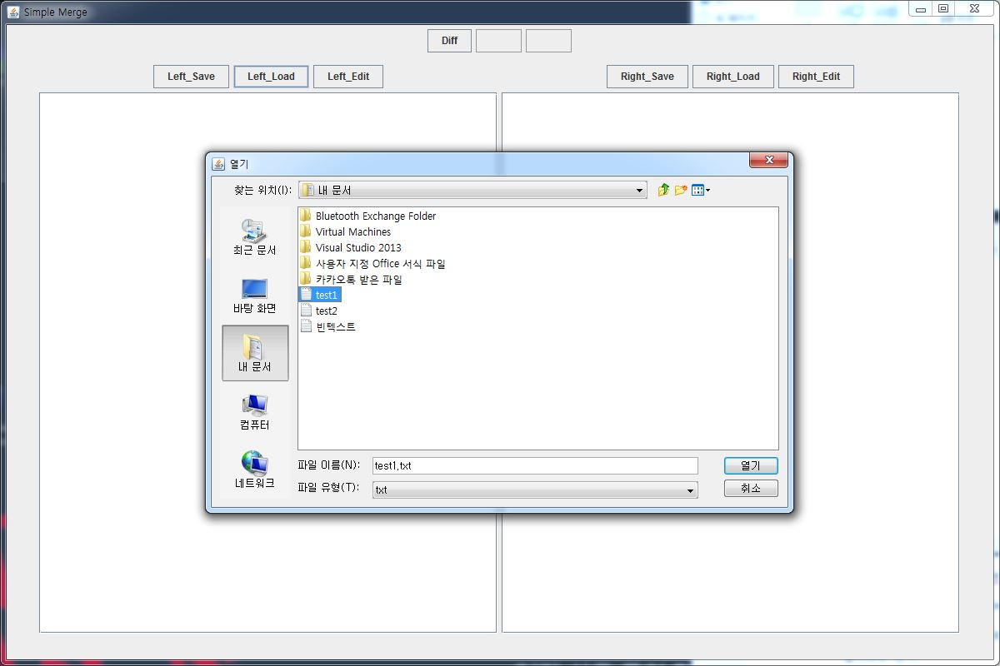 Simple Merge
Diff
Left_Save Left_Load Left_Edit Right_Save Right_Load Right_Edit
열기
찾는 위치(I): 내 문서
Bluetooth Exchange Folder
Virtual Machines
Visual Studio 2013
사용자 지정 Office 서식 파일
카카오톡 받은 파일
test1
test2
빈텍스트
최근 문서
바탕 화면
내 문서
컴퓨터
네트워크
파일 이름(N): test1.txt 열기
파일 유형(T): txt 취소